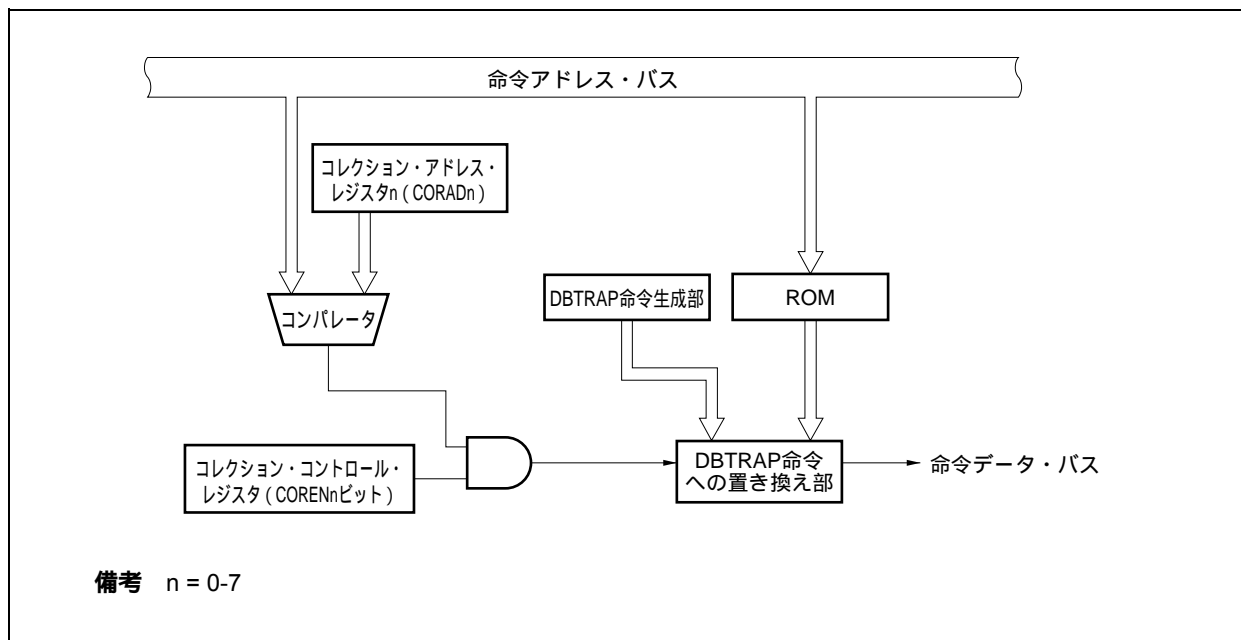 命令アドレス・バス
コレクション・アドレス・
レジスタn（CORADn）
DBTRAP命令生成部
ROM
コンパレータ
コレクション・コントロール・
レジスタ（CORENnビット）
DBTRAP命令
への置き換え部
命令データ・バス
備考 n = 0-7